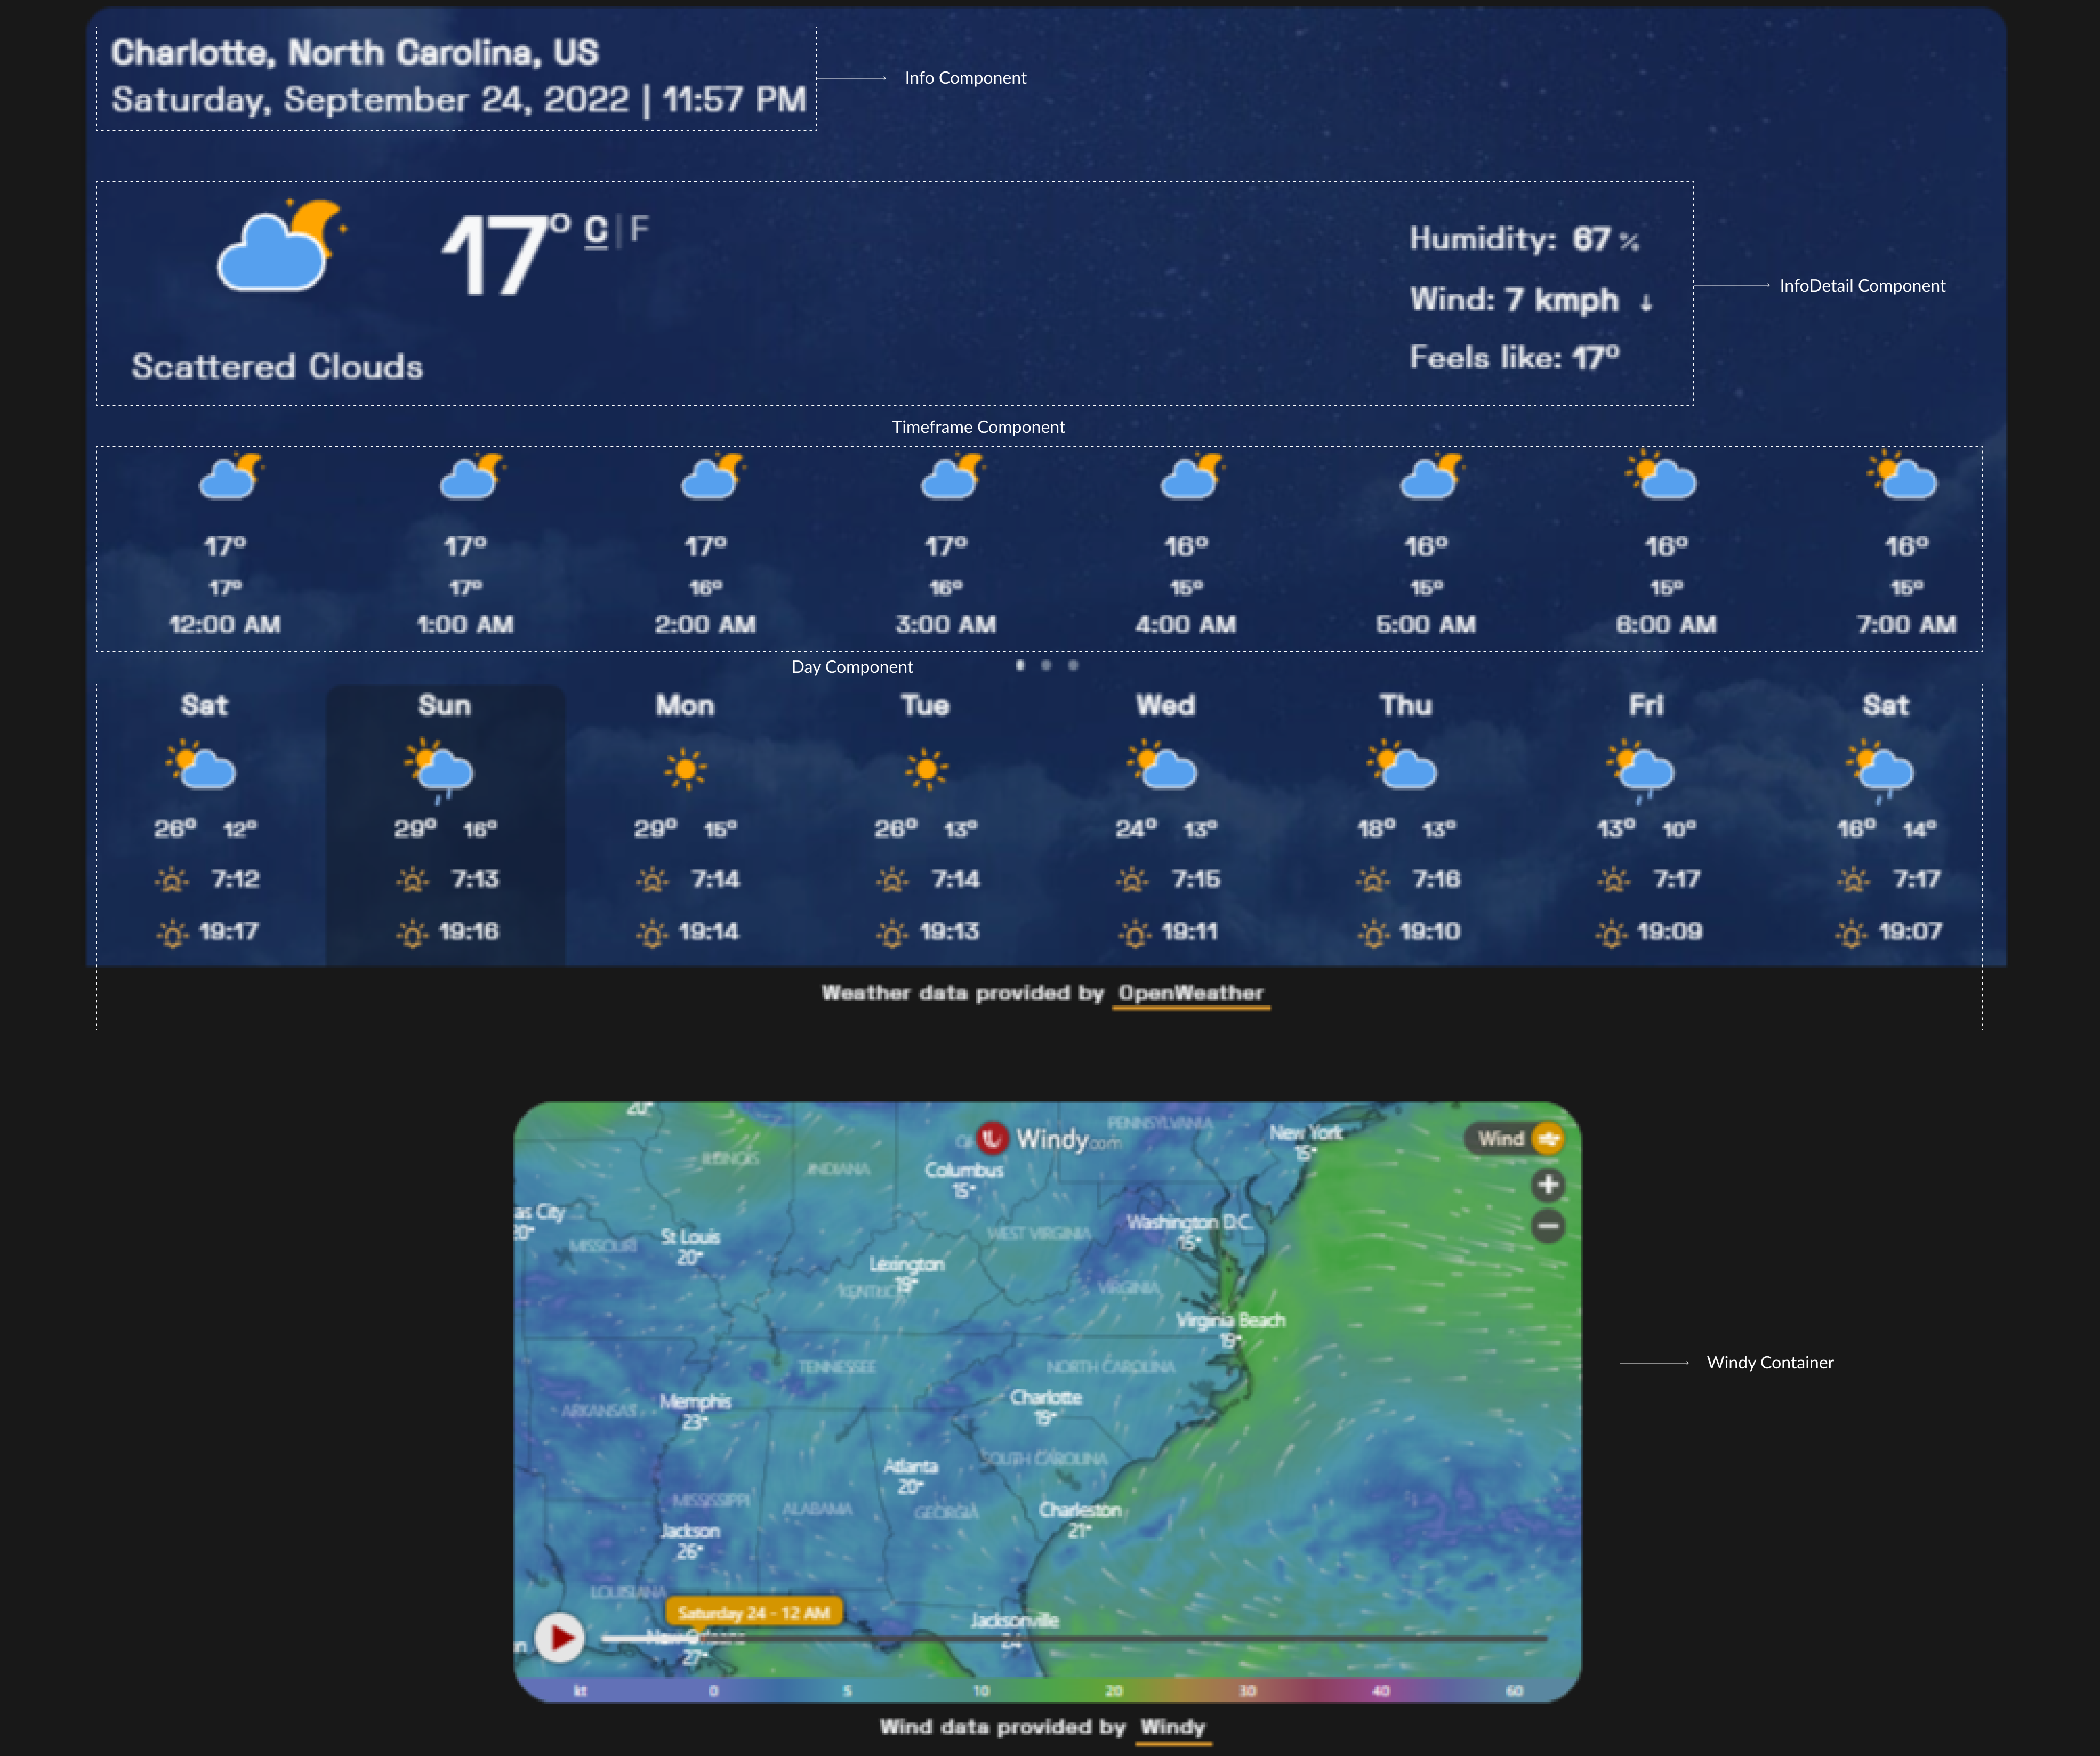 Charlotte, North Carolina, US
Saturday, September 24, 2022 | 11:57 PM
Info Component
17° C | F
Scattered Clouds
Humidity: 67 %
Wind: 7 kmph ↓
Feels like: 17°
InfoDetail Component
Timeframe Component
17° 17° 17° 17° 16° 16° 16° 16°
17° 17° 16° 16° 15° 15° 15° 15°
12:00 AM 1:00 AM 2:00 AM 3:00 AM 4:00 AM 5:00 AM 6:00 AM 7:00 AM
Day Component
Sat Sun Mon Tue Wed Thu Fri Sat
26° 12° 29° 16° 29° 15° 26° 13° 24° 13° 18° 13° 13° 10° 16° 14°
7:12 7:13 7:14 7:14 7:15 7:16 7:17 7:17
19:17 19:16 19:14 19:13 19:11 19:10 19:09 19:07
Weather data provided by OpenWeather
20°
PENNSYLVANIA
New York
15°
Windy.com
Wind
ILLINOIS
INDIANA
Columbus
15°
+
as City
20°
MISSOURI
St Louis
20°
WEST VIRGINIA
Washington D.C.
15°
−
Lexington
19°
KENTUCKY
VIRGINIA
Virginia Beach
19°
TENNESSEE
NORTH CAROLINA
Windy Container
Memphis
23°
ARKANSAS
Charlotte
19°
SOUTH CAROLINA
Atlanta
20°
MISSISSIPPI
ALABAMA
GEORGIA
Charleston
21°
Jackson
26°
LOUISIANA
Saturday 24 - 12 AM
Jacksonville
24°
New Orleans
27°
kt 0 5 10 20 30 40 60
Wind data provided by Windy